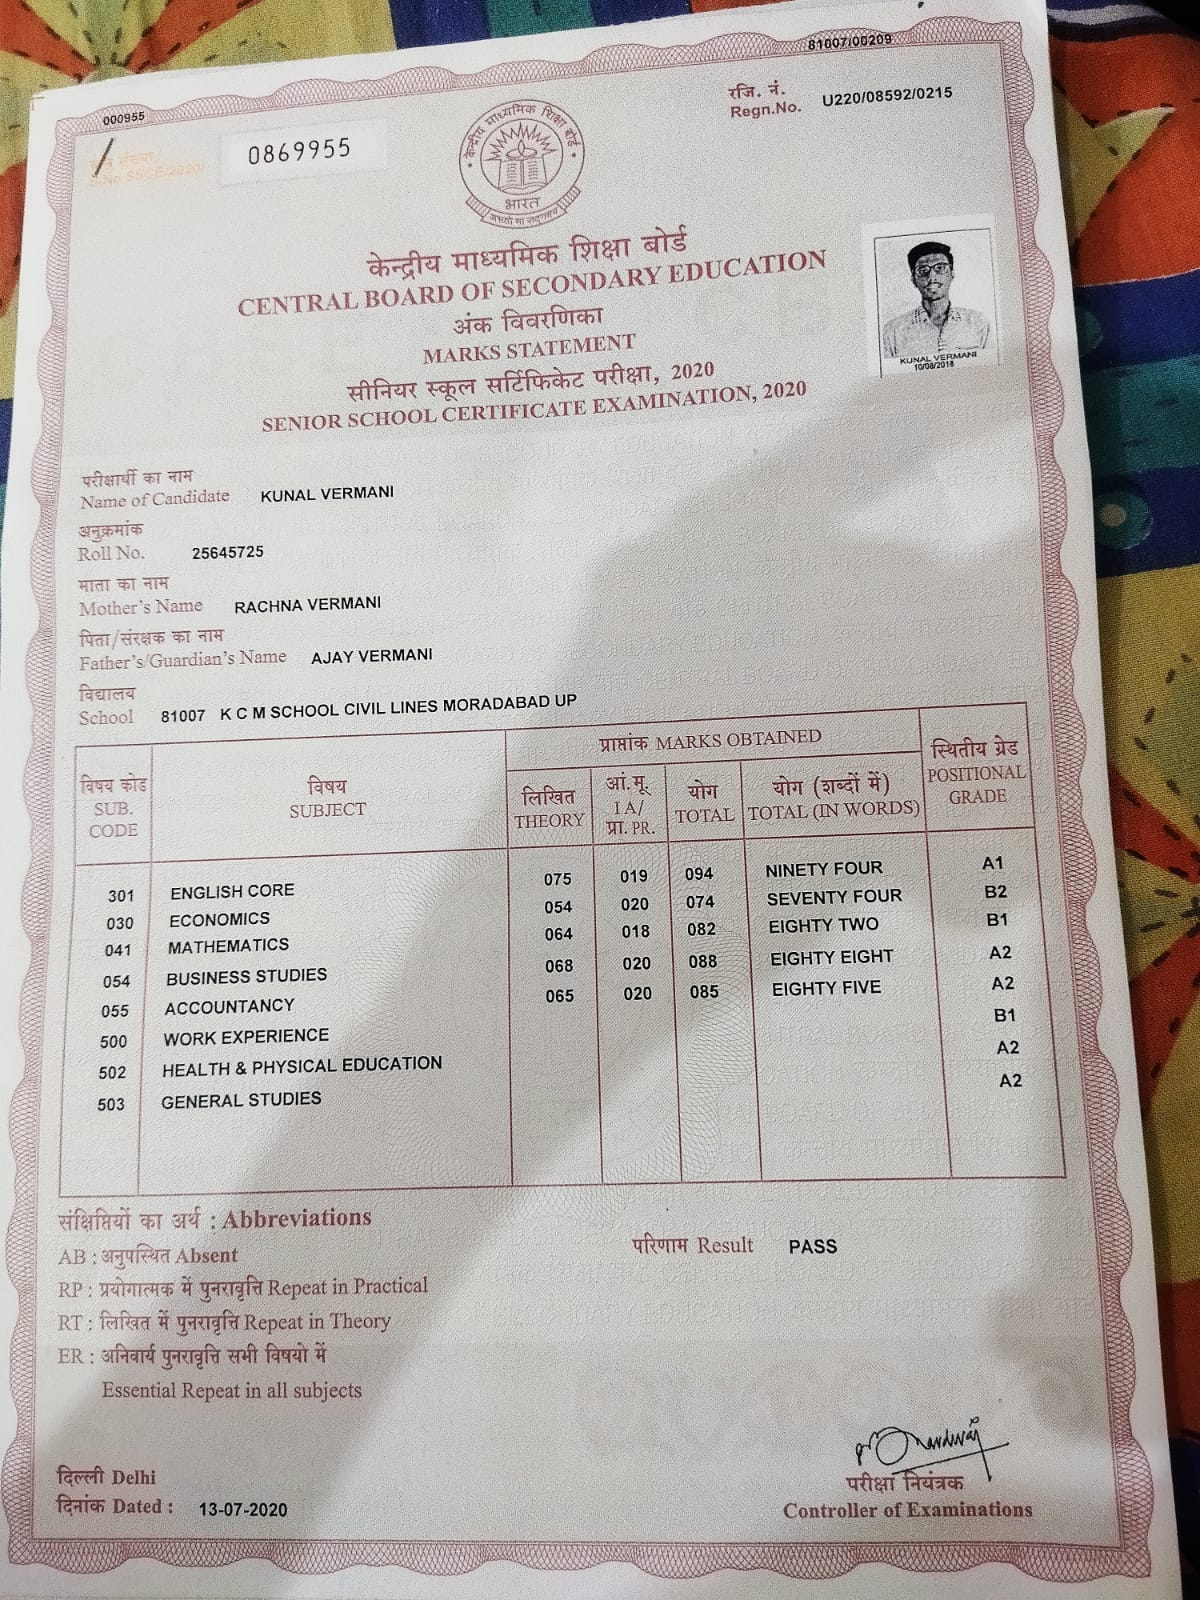 81007/00209
000955
रजि. नं.
Regn.No. U220/08592/0215
S.No SSCE/2020/
0869955
केन्द्रीय माध्यमिक शिक्षा बोर्ड
भारत
असतो मा सद्गमय
केन्द्रीय माध्यमिक शिक्षा बोर्ड
CENTRAL BOARD OF SECONDARY EDUCATION
अंक विवरणिका
MARKS STATEMENT
सीनियर स्कूल सर्टिफिकेट परीक्षा, 2020
SENIOR SCHOOL CERTIFICATE EXAMINATION, 2020
KUNAL VERMANI
10/08/2018
परीक्षार्थी का नाम
Name of Candidate KUNAL VERMANI
अनुक्रमांक
Roll No. 25645725
माता का नाम
Mother's Name RACHNA VERMANI
पिता/संरक्षक का नाम
Father's/Guardian's Name AJAY VERMANI
विद्यालय
School 81007 K C M SCHOOL CIVIL LINES MORADABAD UP
प्राप्तांक MARKS OBTAINED
विषय कोड
SUB.
CODE
विषय
SUBJECT
लिखित
THEORY
आं.मू.
I A/
प्रा. PR.
योग
TOTAL
योग (शब्दों में)
TOTAL (IN WORDS)
स्थितीय ग्रेड
POSITIONAL
GRADE
301 ENGLISH CORE 075 019 094 NINETY FOUR A1
030 ECONOMICS 054 020 074 SEVENTY FOUR B2
041 MATHEMATICS 064 018 082 EIGHTY TWO B1
054 BUSINESS STUDIES 068 020 088 EIGHTY EIGHT A2
055 ACCOUNTANCY 065 020 085 EIGHTY FIVE A2
500 WORK EXPERIENCE B1
502 HEALTH & PHYSICAL EDUCATION A2
503 GENERAL STUDIES A2
संक्षिप्तियों का अर्थ : Abbreviations
AB : अनुपस्थित Absent
परिणाम Result PASS
RP : प्रयोगात्मक में पुनरावृत्ति Repeat in Practical
RT : लिखित में पुनरावृत्ति Repeat in Theory
ER : अनिवार्य पुनरावृत्ति सभी विषयो में
Essential Repeat in all subjects
दिल्ली Delhi
दिनांक Dated : 13-07-2020
परीक्षा नियंत्रक
Controller of Examinations